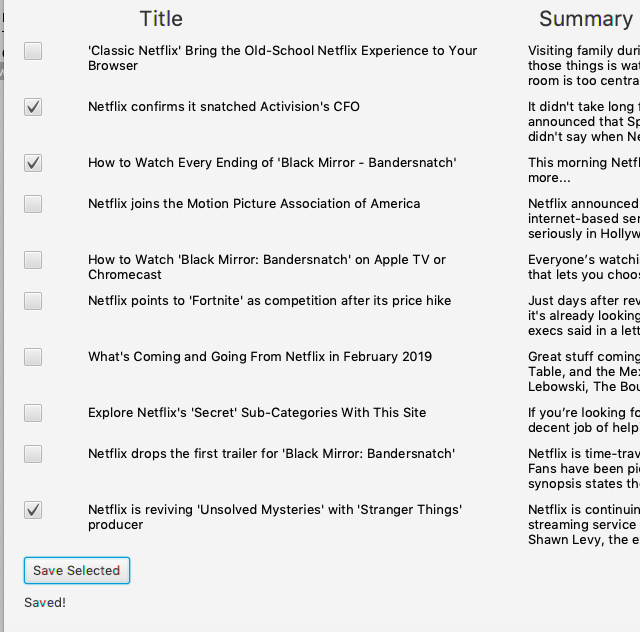 Title Summary
'Classic Netflix' Bring the Old-School Netflix Experience to Your Visiting family duri
Browser those things is wat
room is too centra
Netflix confirms it snatched Activision's CFO It didn't take long f
announced that Sp
didn't say when Ne
How to Watch Every Ending of 'Black Mirror - Bandersnatch' This morning Netfl
more...
Netflix joins the Motion Picture Association of America Netflix announced
internet-based ser
seriously in Hollyw
How to Watch 'Black Mirror: Bandersnatch' on Apple TV or Everyone’s watchi
Chromecast that lets you choos
Netflix points to 'Fortnite' as competition after its price hike Just days after rev
it's already looking
execs said in a lett
What's Coming and Going From Netflix in February 2019 Great stuff coming
Table, and the Mex
Lebowski, The Bou
Explore Netflix's 'Secret' Sub-Categories With This Site If you’re looking fo
decent job of help
Netflix drops the first trailer for 'Black Mirror: Bandersnatch' Netflix is time-trav
Fans have been pie
synopsis states the
Netflix is reviving 'Unsolved Mysteries' with 'Stranger Things' Netflix is continuin
producer streaming service
Shawn Levy, the e
Save Selected
Saved!